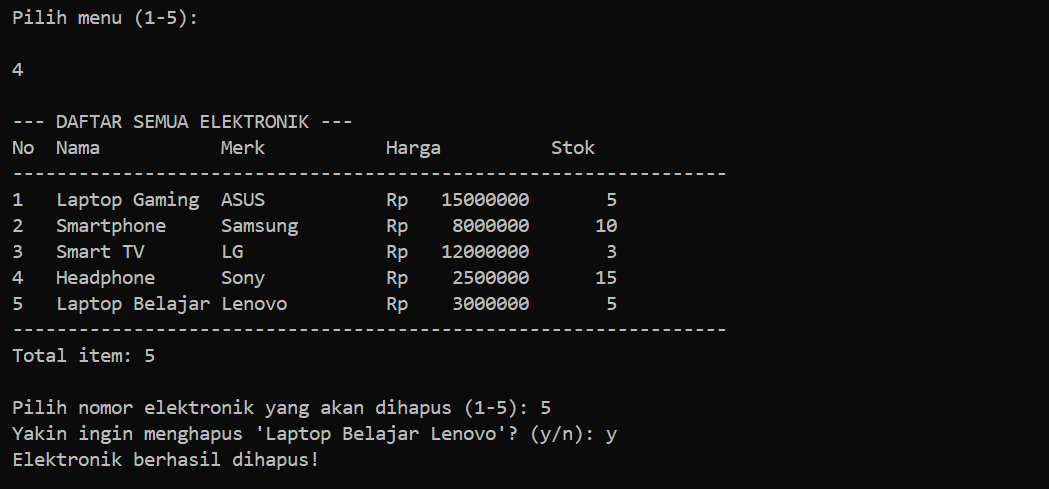 Pilih menu (1-5):
4
--- DAFTAR SEMUA ELEKTRONIK ---
No  Nama           Merk           Harga          Stok
-----------------------------------------------------------------
1   Laptop Gaming  ASUS           Rp   15000000       5
2   Smartphone     Samsung        Rp    8000000      10
3   Smart TV       LG             Rp   12000000       3
4   Headphone      Sony           Rp    2500000      15
5   Laptop Belajar Lenovo         Rp    3000000       5
-----------------------------------------------------------------
Total item: 5
Pilih nomor elektronik yang akan dihapus (1-5): 5
Yakin ingin menghapus 'Laptop Belajar Lenovo'? (y/n): y
Elektronik berhasil dihapus!